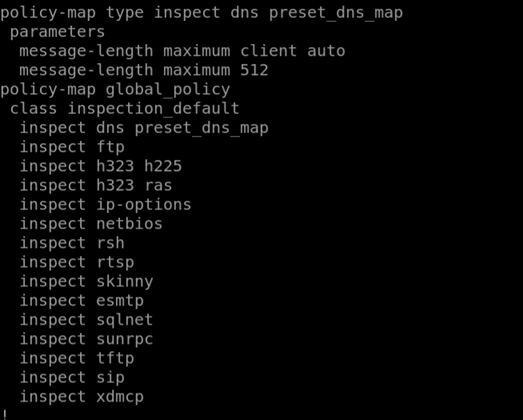 policy-map type inspect dns preset_dns_map
 parameters
  message-length maximum client auto
  message-length maximum 512
policy-map global_policy
 class inspection_default
  inspect dns preset_dns_map
  inspect ftp
  inspect h323 h225
  inspect h323 ras
  inspect ip-options
  inspect netbios
  inspect rsh
  inspect rtsp
  inspect skinny
  inspect esmtp
  inspect sqlnet
  inspect sunrpc
  inspect tftp
  inspect sip
  inspect xdmcp
!